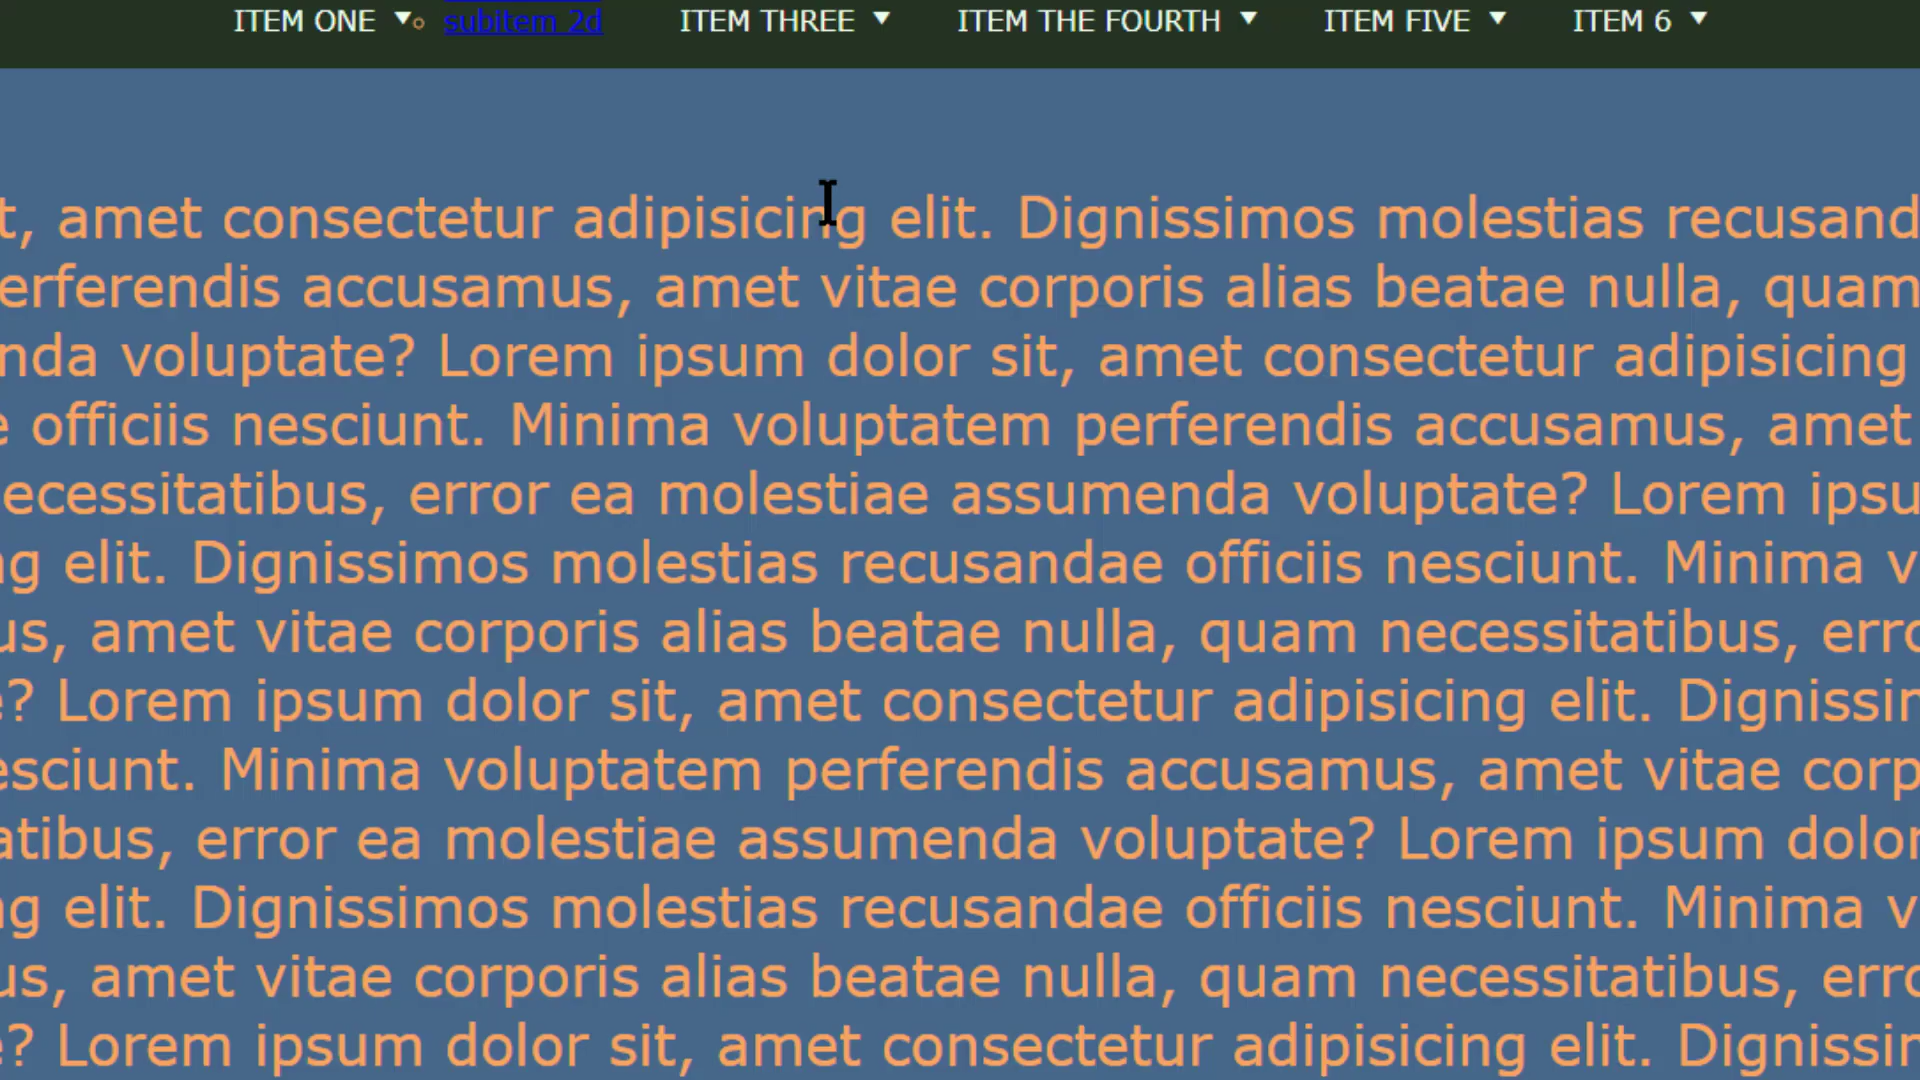 ITEM ONE ▼ subitem 2d ITEM THREE ▼ ITEM THE FOURTH ▼ ITEM FIVE ▼ ITEM 6 ▼
t, amet consectetur adipisicing elit. Dignissimos molestias recusand
erferendis accusamus, amet vitae corporis alias beatae nulla, quam
nda voluptate? Lorem ipsum dolor sit, amet consectetur adipisicing
e officiis nesciunt. Minima voluptatem perferendis accusamus, amet
ecessitatibus, error ea molestiae assumenda voluptate? Lorem ipsu
ng elit. Dignissimos molestias recusandae officiis nesciunt. Minima v
us, amet vitae corporis alias beatae nulla, quam necessitatibus, erro
e? Lorem ipsum dolor sit, amet consectetur adipisicing elit. Dignissin
esciunt. Minima voluptatem perferendis accusamus, amet vitae corp
atibus, error ea molestiae assumenda voluptate? Lorem ipsum dolor
ng elit. Dignissimos molestias recusandae officiis nesciunt. Minima v
us, amet vitae corporis alias beatae nulla, quam necessitatibus, erro
e? Lorem ipsum dolor sit, amet consectetur adipisicing elit. Dignissin